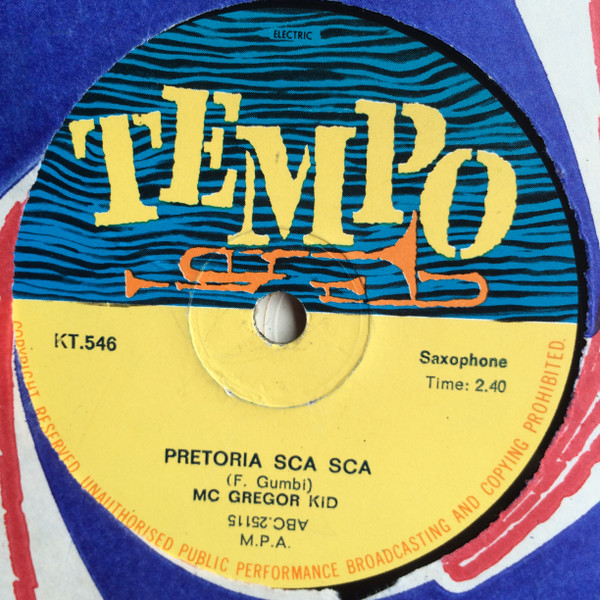 ELECTRIC
TEMPO
KT.546
Saxophone
Time: 2.40
PRETORIA SCA SCA
(F. Gumbi)
MC GREGOR KID
ABC.25115
M.P.A.
COPYRIGHT RESERVED UNAUTHORISED PUBLIC PERFORMANCE BROADCASTING AND COPYING PROHIBITED.